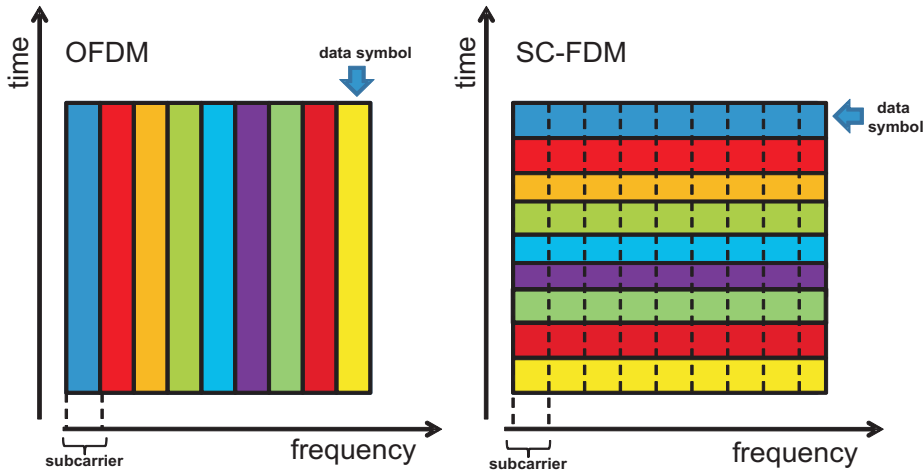 time
OFDM
data symbol
frequency
subcarrier
time
SC-FDM
data
symbol
frequency
subcarrier